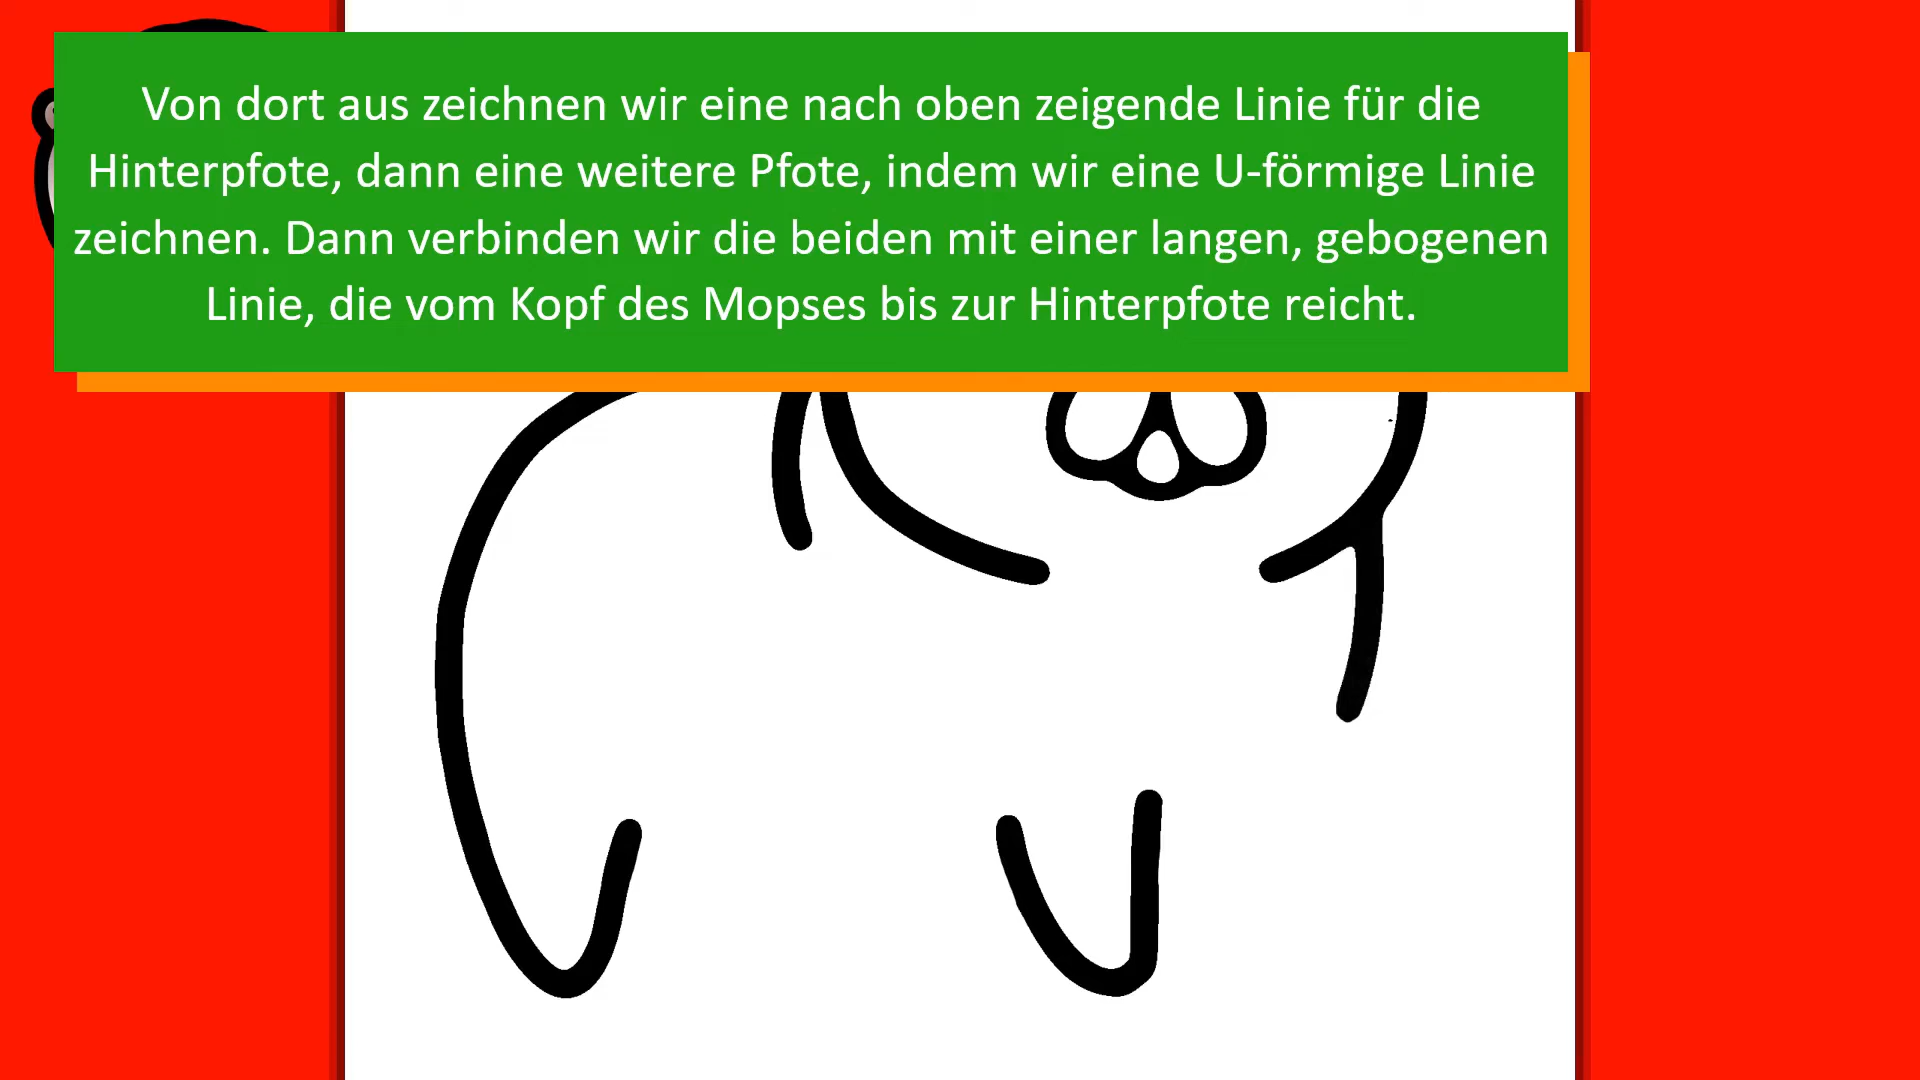 Von dort aus zeichnen wir eine nach oben zeigende Linie für die
Hinterpfote, dann eine weitere Pfote, indem wir eine U-förmige Linie
zeichnen. Dann verbinden wir die beiden mit einer langen, gebogenen
Linie, die vom Kopf des Mopses bis zur Hinterpfote reicht.